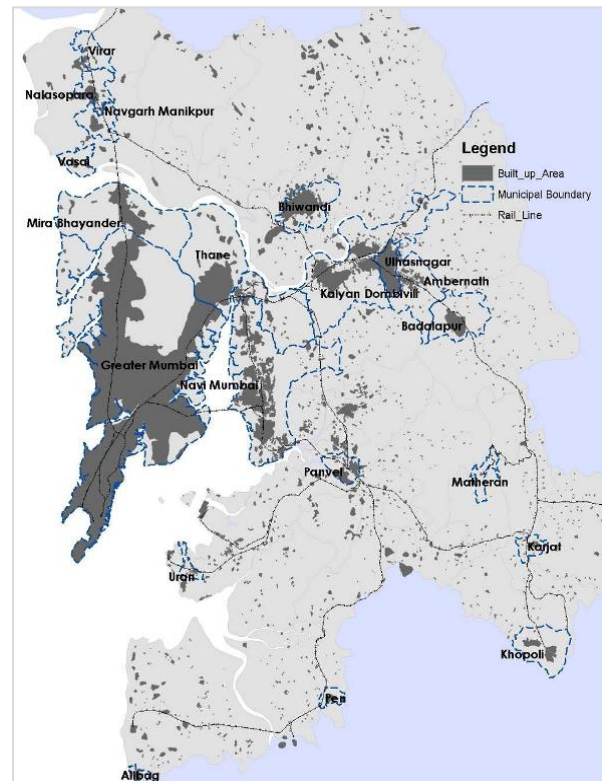 Virar
Nalasopara
Navgarh Manikpur
Vasai
Legend
Built_up_Area
Municipal Boundary
Rail_Line
Bhiwandi
Mira Bhayander
Thane
Ulhasnagar
Ambernath
Kalyan Dombivili
Badalapur
Greater Mumbai
Navi Mumbai
Panvel
Matheran
Karjat
Uran
Khopoli
Pen
Alibag